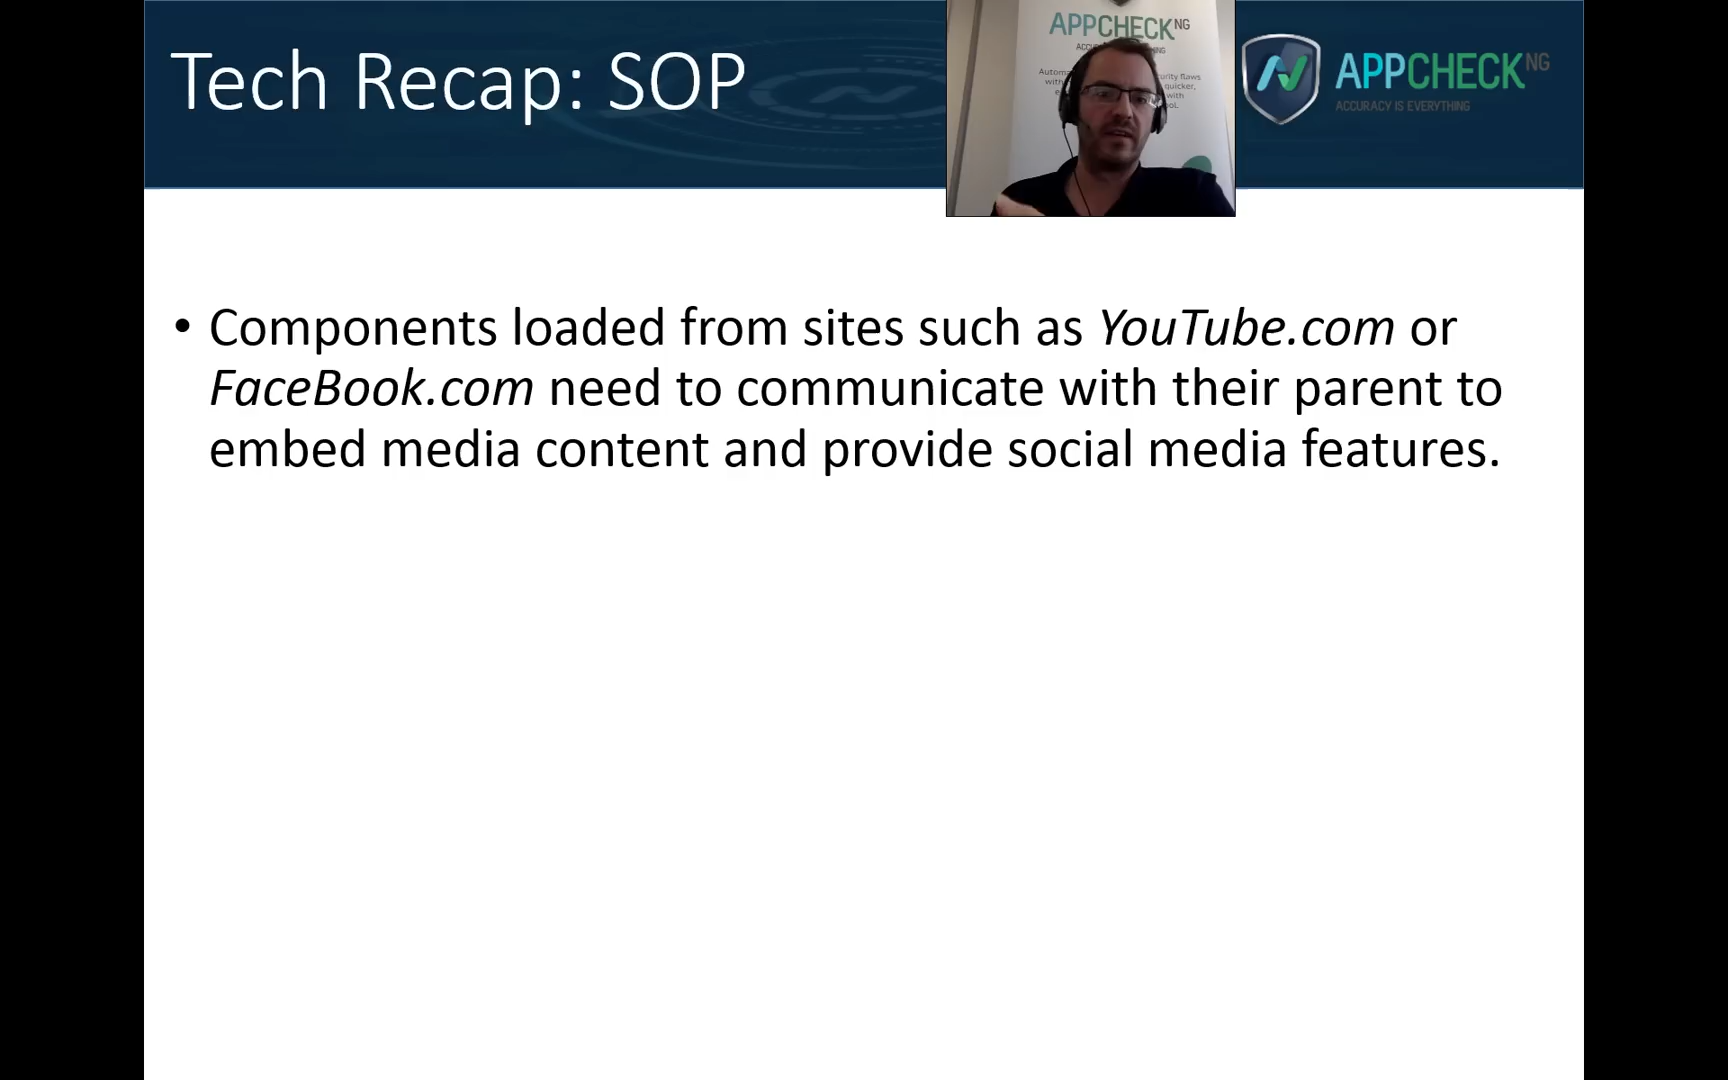 Tech Recap: SOP
APPCHECK NG
APPCHECK NG
ACCURACY IS EVERYTHING
• Components loaded from sites such as YouTube.com or
FaceBook.com need to communicate with their parent to
embed media content and provide social media features.